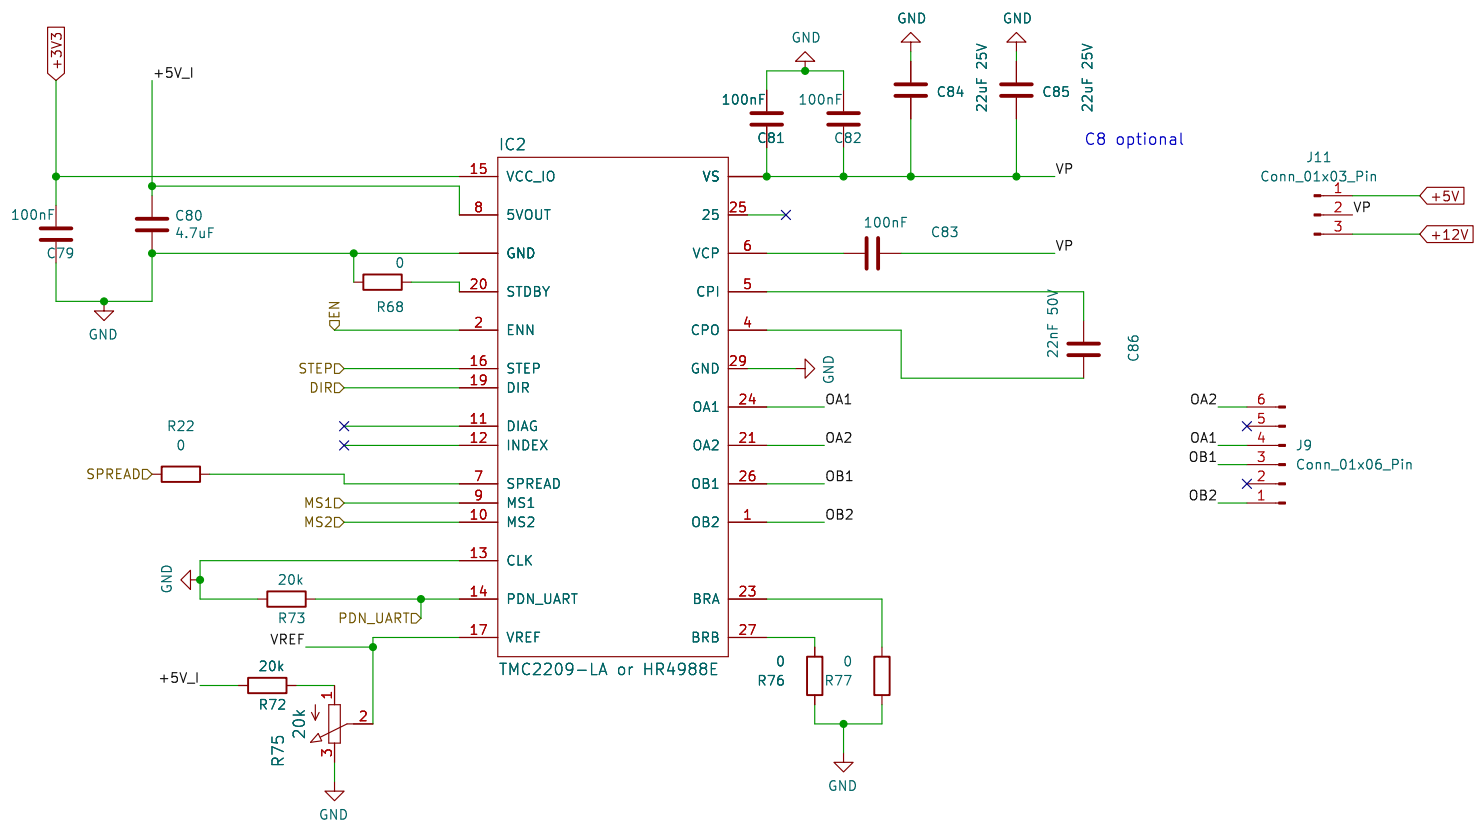 +3V3
+5V_I
100nF
C79
C80
4.7uF
GND
0
R68
EN
STEP
DIR
R22
0
SPREAD
MS1
MS2
GND
20k
R73
PDN_UART
VREF
+5V_I
20k
R72
1
20k
2
R75
3
GND
IC2
15 VCC_IO
8 5VOUT
GND
20 STDBY
2 ENN
16 STEP
19 DIR
11 DIAG
12 INDEX
7 SPREAD
9 MS1
10 MS2
13 CLK
14 PDN_UART
17 VREF
VS
25 25
VCP 6
CPI 5
CPO 4
GND 29
OA1 24
OA2 21
OB1 26
OB2 1
BRA 23
BRB 27
TMC2209-LA or HR4988E
GND
100nF
C81
100nF
C82
GND
C84
22uF 25V
GND
C85
22uF 25V
C8 optional
VP
100nF
C83
VP
22nF 50V
C86
GND
OA1
OA2
OB1
OB2
0
R76
0
R77
GND
J11
Conn_01x03_Pin
1
+5V
2
VP
3
+12V
OA2
6
5
OA1
4
OB1
3
2
OB2
1
J9
Conn_01x06_Pin